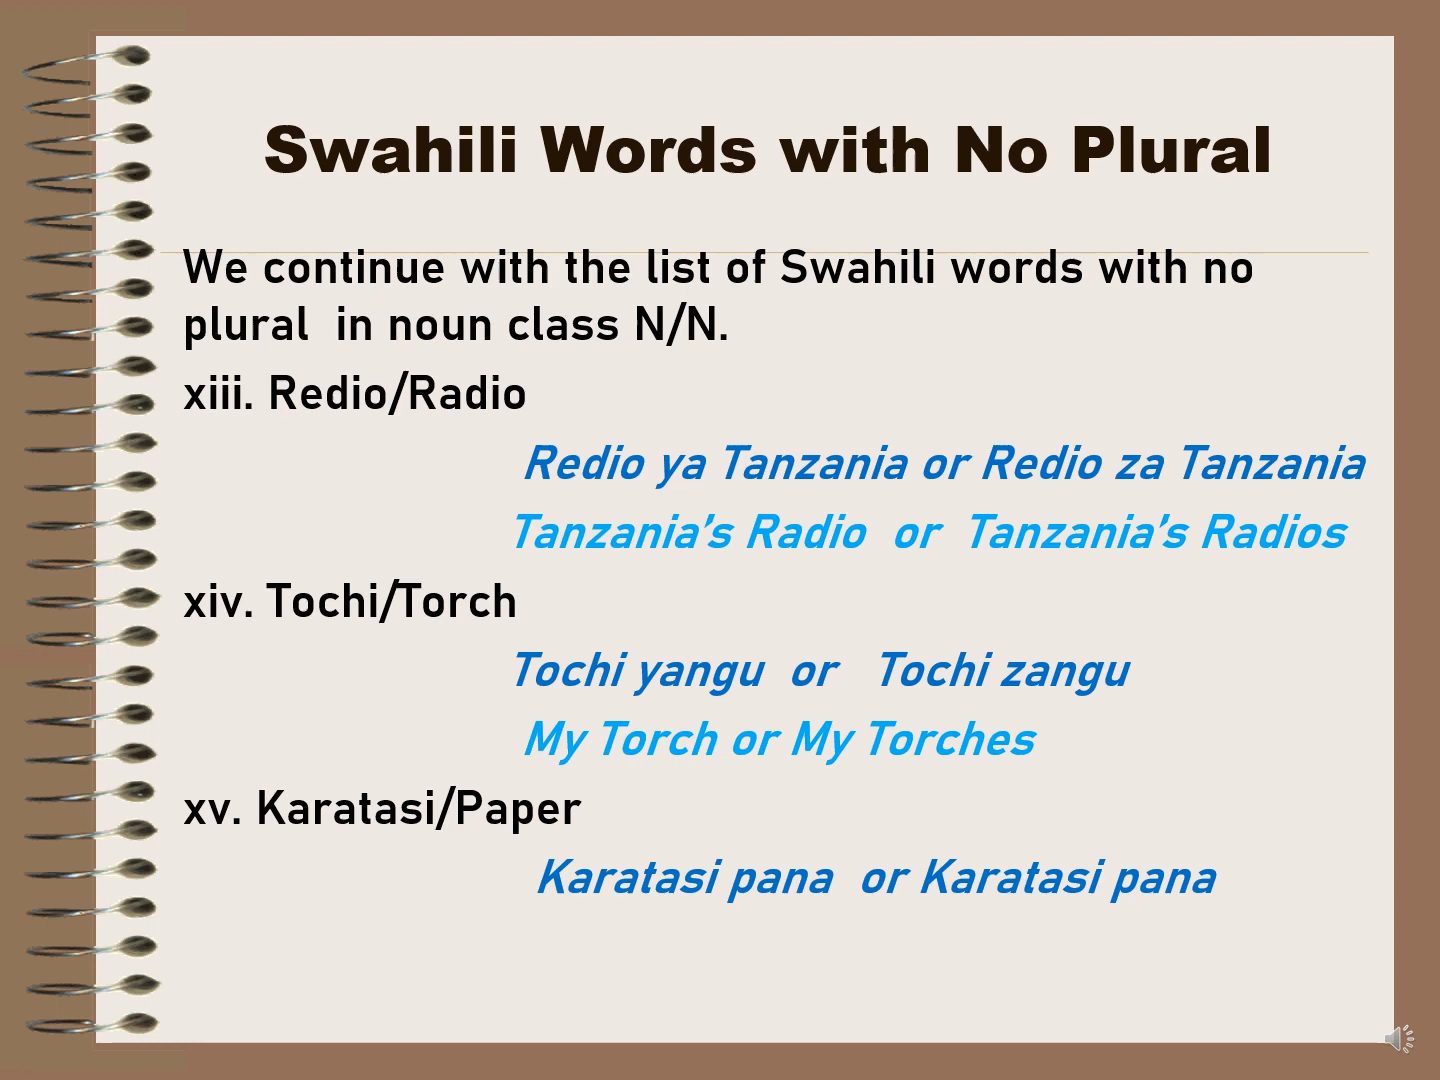 Swahili Words with No Plural
We continue with the list of Swahili words with no
plural in noun class N/N.
xiii. Redio/Radio
Redio ya Tanzania or Redio za Tanzania
Tanzania's Radio or Tanzania's Radios
xiv. Tochi/Torch
Tochi yangu or Tochi zangu
My Torch or My Torches
xv. Karatasi/Paper
Karatasi pana or Karatasi pana